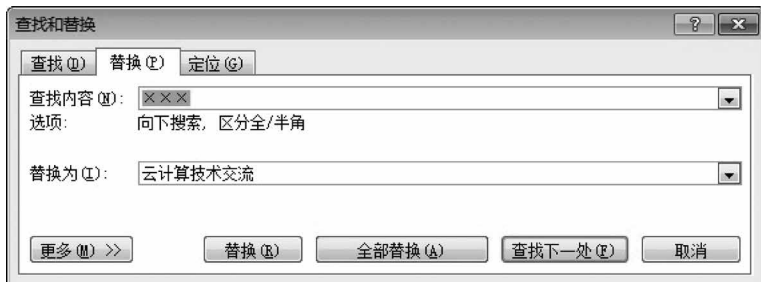 查找和替换
查找(D) 替换(P) 定位(G)
查找内容(N): ×××
选项: 向下搜索, 区分全/半角
替换为(I): 云计算技术交流
更多(M) >> 替换(R) 全部替换(A) 查找下一处(F) 取消